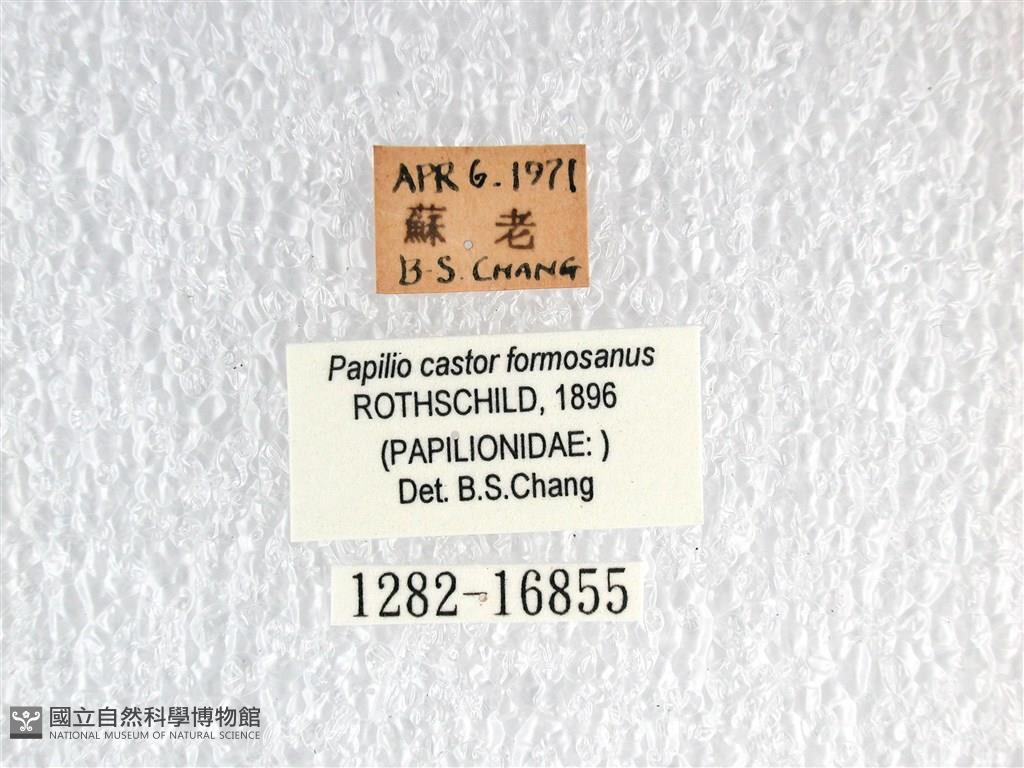 APR 6.1971
蘇 老
B.S. CHANG
Papilio castor formosanus
ROTHSCHILD, 1896
(PAPILIONIDAE: )
Det. B.S.Chang
1282-16855
國立自然科學博物館
NATIONAL MUSEUM OF NATURAL SCIENCE